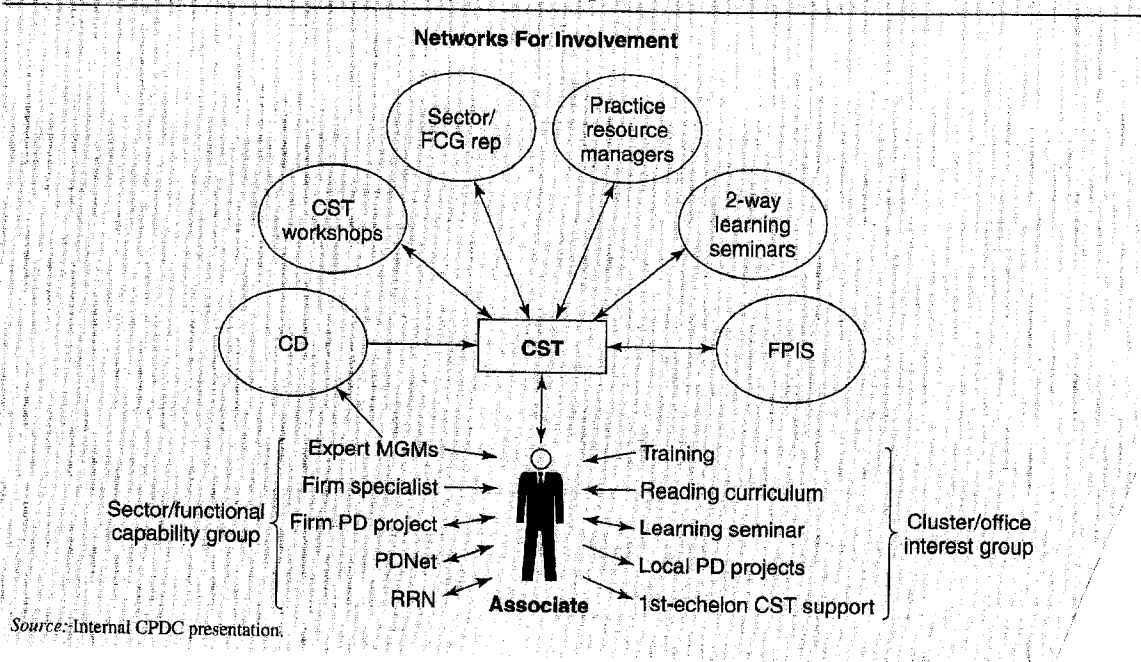 Networks For Involvement
Sector/
FCG rep
Practice
resource
managers
CST
workshops
2-way
learning
seminars
CD
CST
FPIS
Expert MGMs
Training
Firm specialist
Reading curriculum
Sector/functional
capability group
Firm PD project
Learning seminar
Cluster/office
interest group
PDNet
Local PD projects
RRN
Associate
1st-echelon CST support
Source: Internal CPDC presentation.